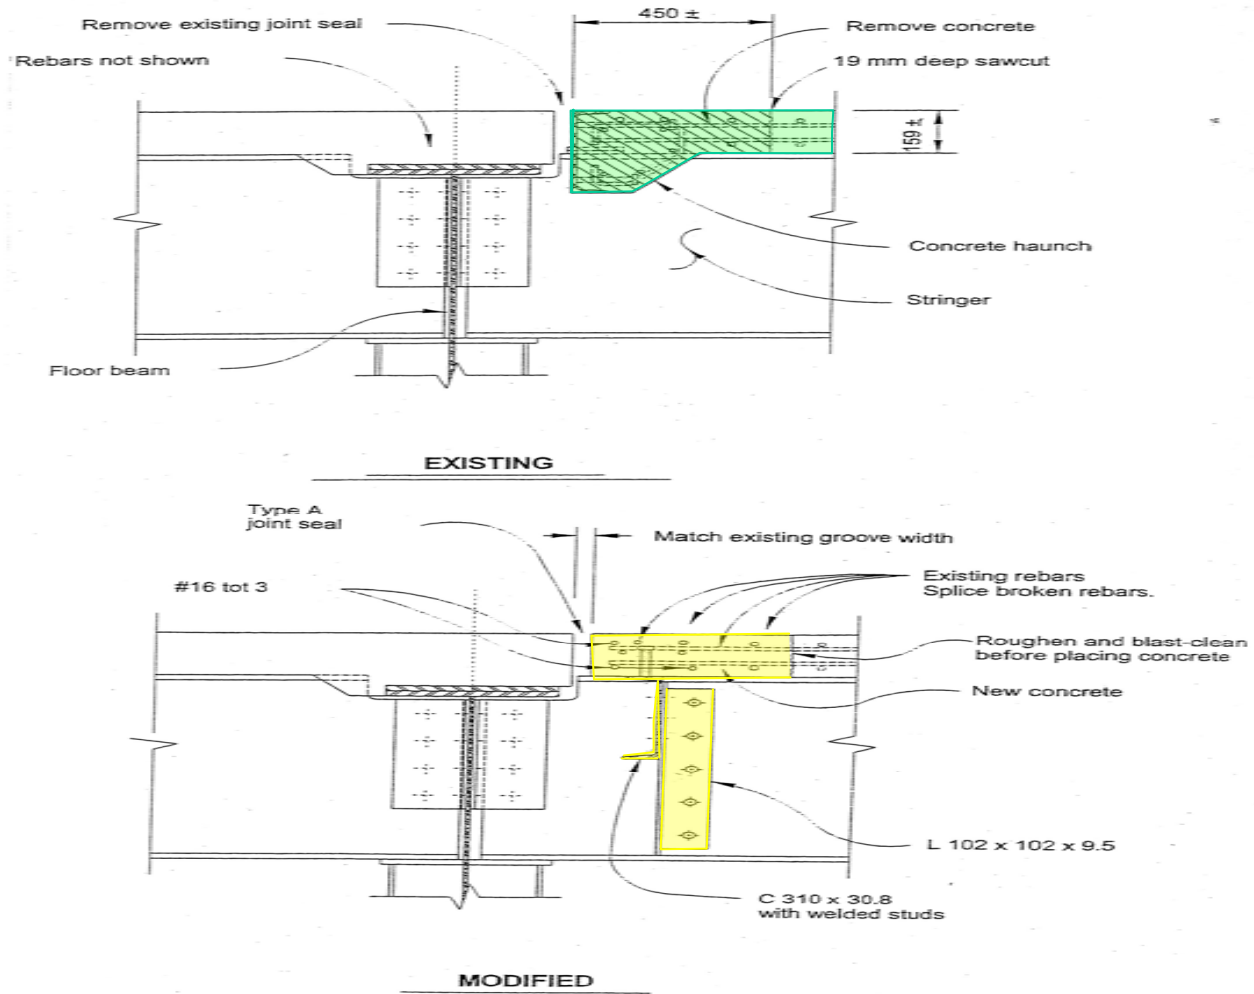 450 ±
Remove existing joint seal
Remove concrete
Rebars not shown
19 mm deep sawcut
159 ±
Concrete haunch
Stringer
Floor beam
EXISTING
Type A
joint seal
Match existing groove width
#16 tot 3
Existing rebars
Splice broken rebars.
Roughen and blast-clean
before placing concrete
New concrete
L 102 x 102 x 9.5
C 310 x 30.8
with welded studs
MODIFIED